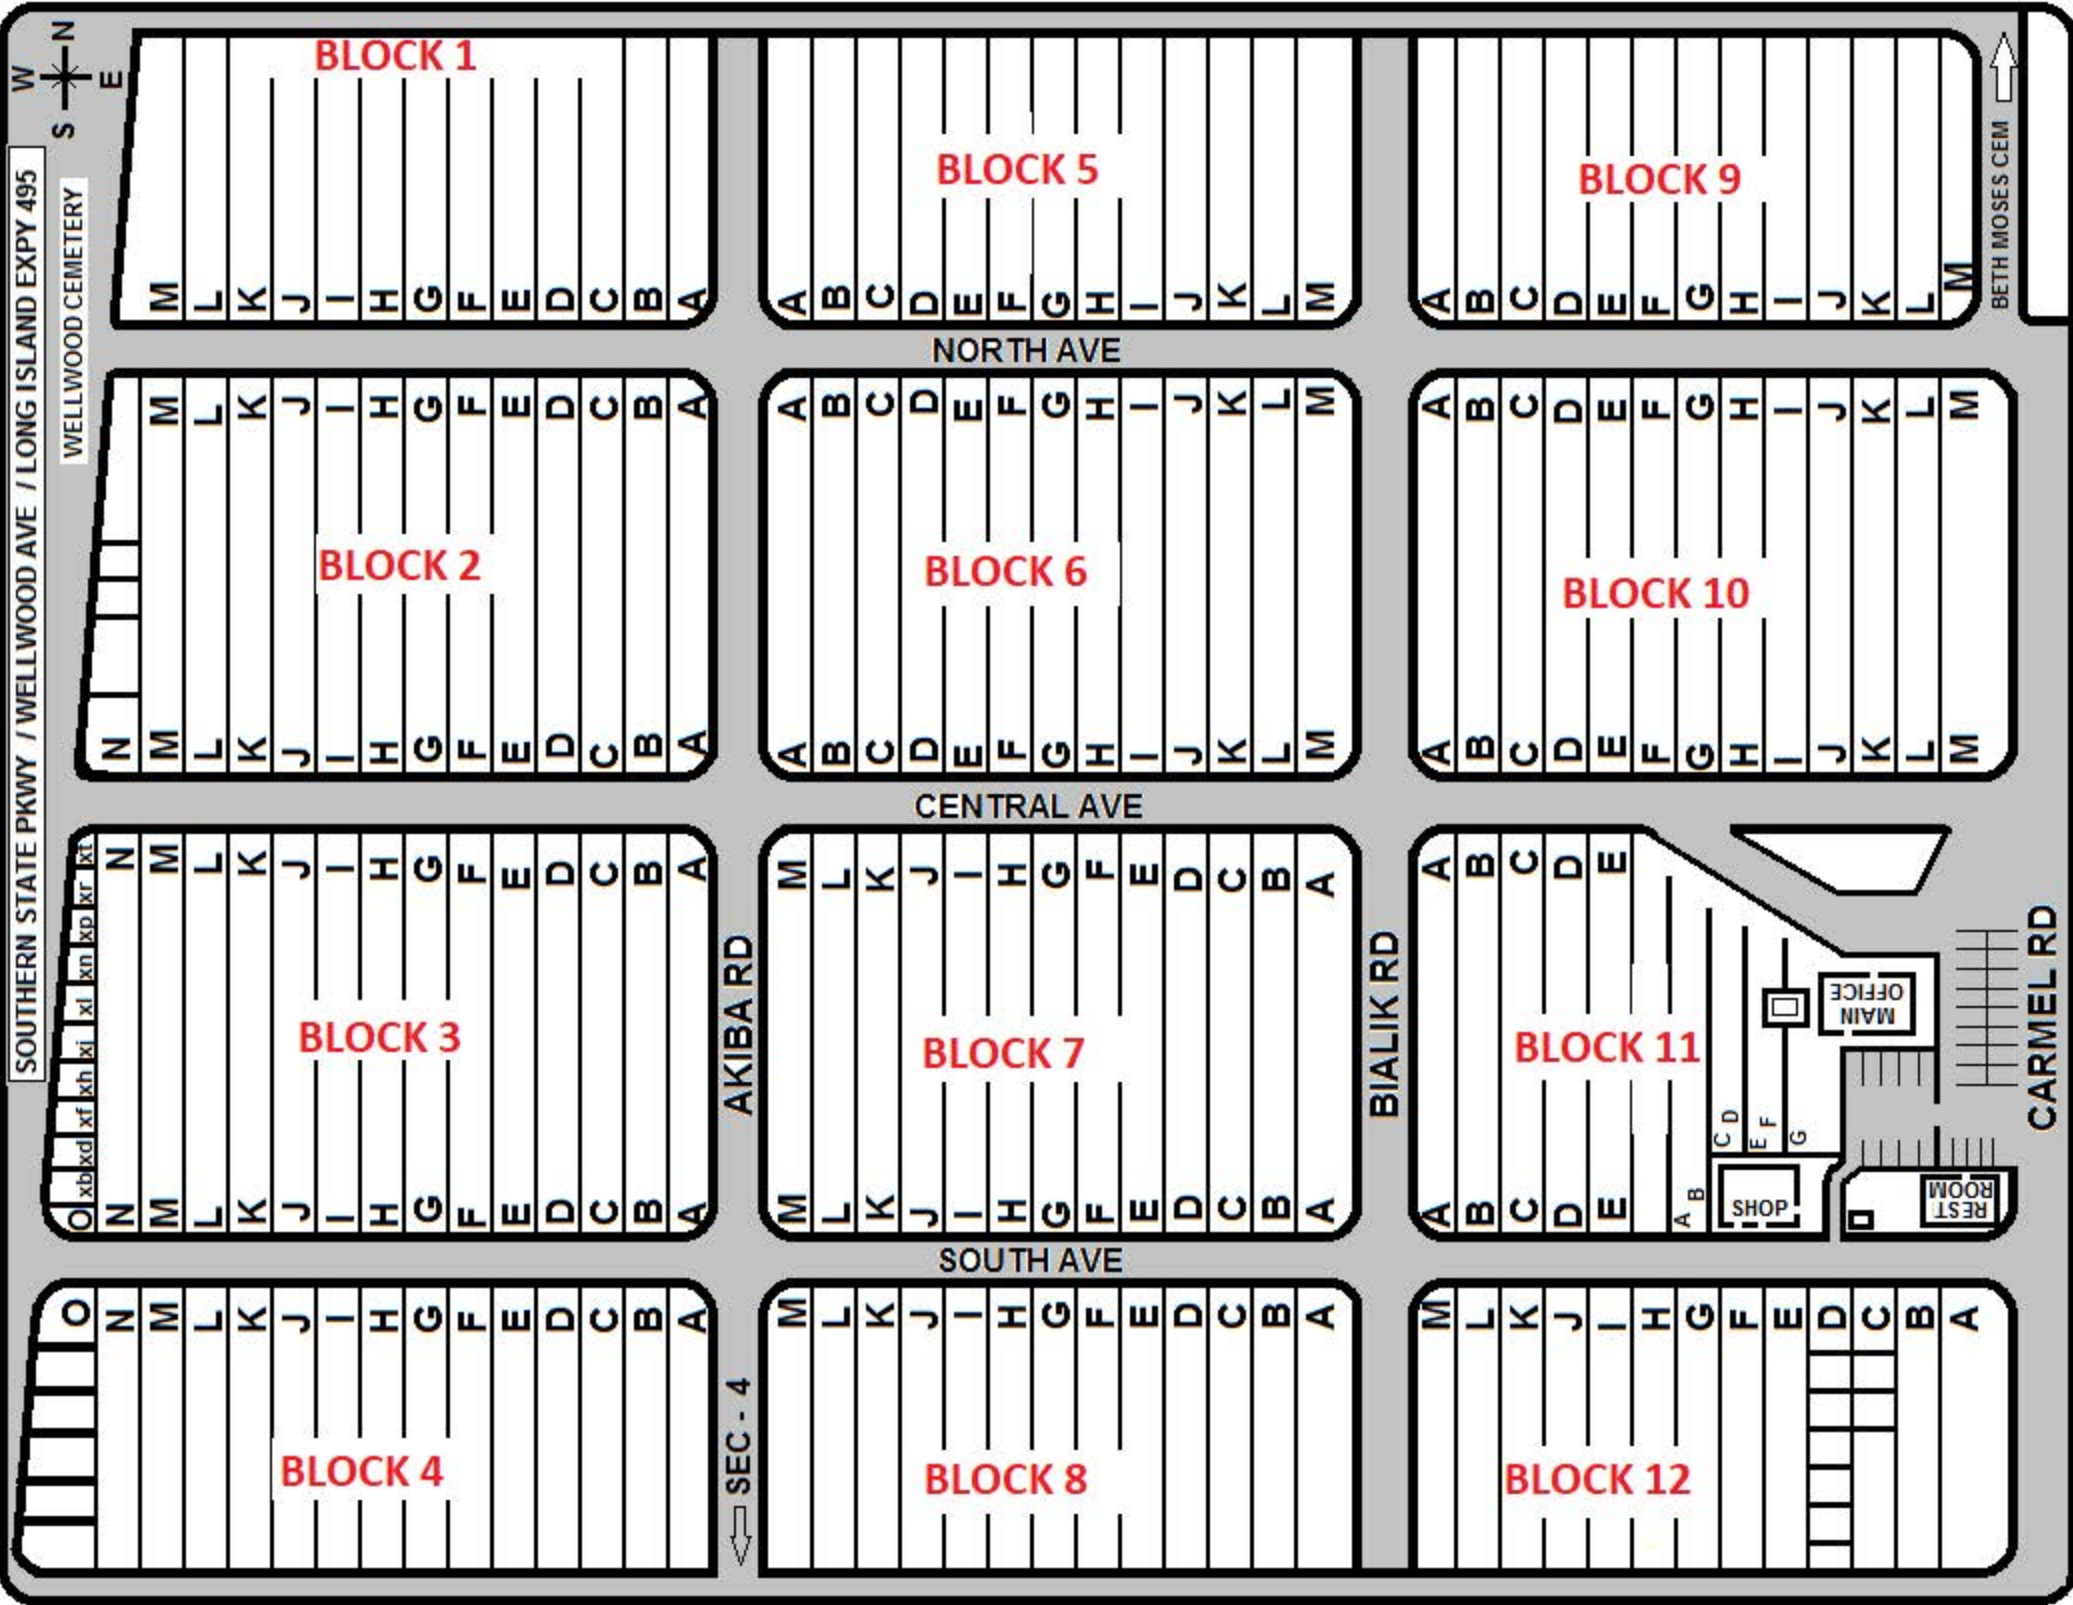 N
W
E
S
SOUTHERN STATE PKWY / WELLWOOD AVE / LONG ISLAND EXPY 495
WELLWOOD CEMETERY
BLOCK 1
M L K J I H G F E D C B A
BLOCK 5
A B C D E F G H I J K L M
BLOCK 9
A B C D E F G H I J K L M
BETH MOSES CEM
NORTH AVE
M L K J I H G F E D C B A
BLOCK 2
N M L K J I H G F E D C B A
A B C D E F G H I J K L M
BLOCK 6
A B C D E F G H I J K L M
A B C D E F G H I J K L M
BLOCK 10
A B C D E F G H I J K L M
CENTRAL AVE
xt N M L K J I H G F E D C B A
xr
xp
xn
xl
xj
xh
xf
xd
xb
BLOCK 3
O N M L K J I H G F E D C B A
AKIBA RD
M L K J I H G F E D C B A
BLOCK 7
M L K J I H G F E D C B A
BIALIK RD
A B C D E
BLOCK 11
A B C D E
A B
C D
E F
G
MAIN
OFFICE
SHOP
REST
ROOM
CARMEL RD
SOUTH AVE
O N M L K J I H G F E D C B A
BLOCK 4
SEC - 4
M L K J I H G F E D C B A
BLOCK 8
M L K J I H G F E D C B A
BLOCK 12